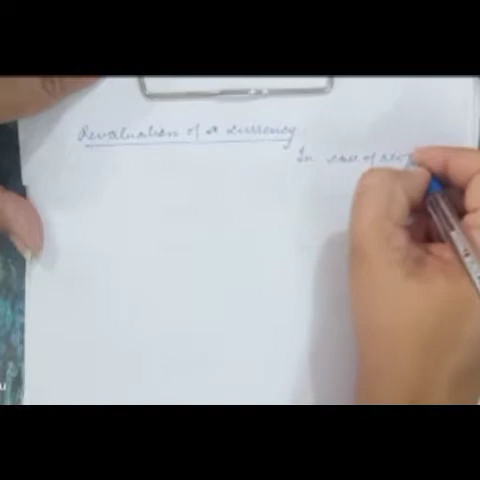 Revaluation of a currency
In case of